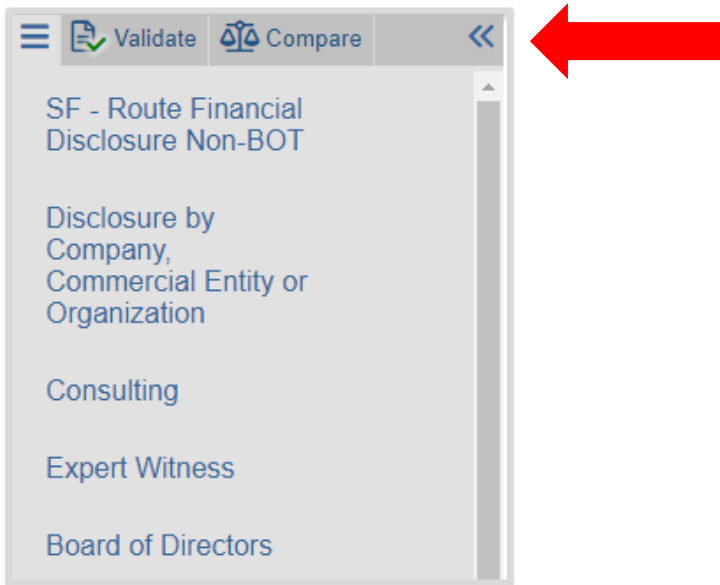 Validate Compare
SF - Route Financial
Disclosure Non-BOT
Disclosure by
Company,
Commercial Entity or
Organization
Consulting
Expert Witness
Board of Directors